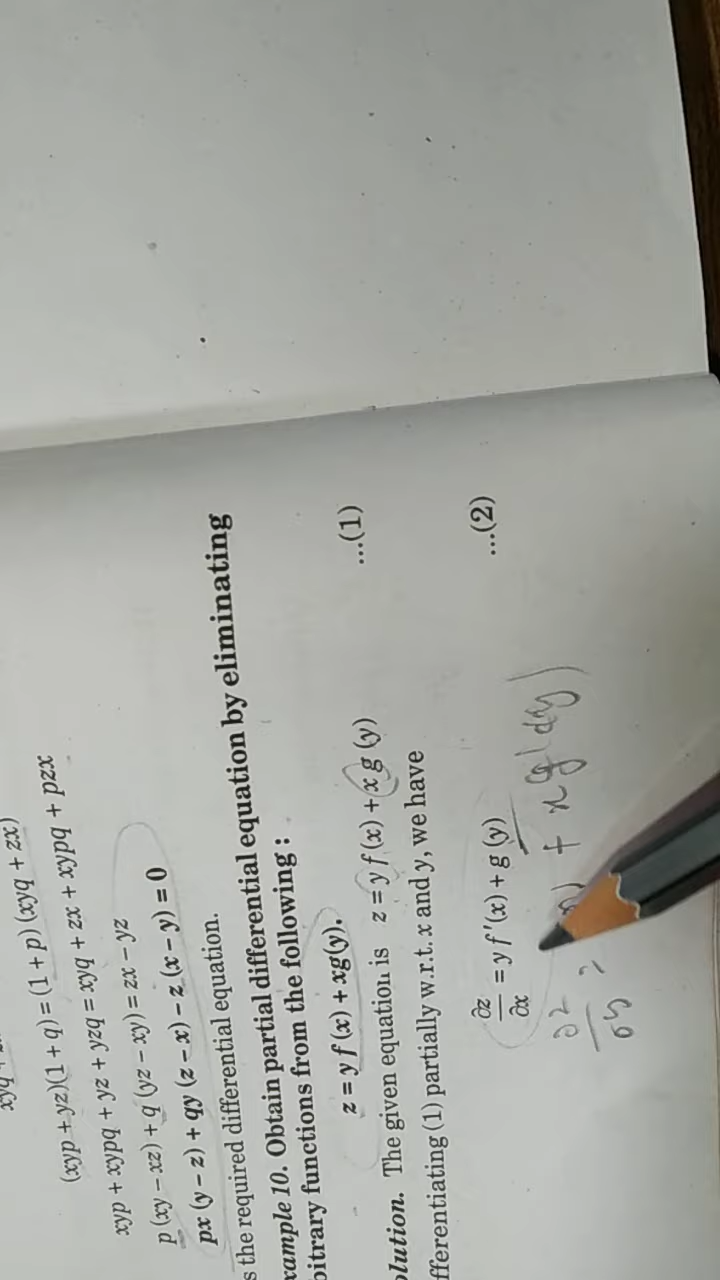 xyq +
(xyp + yz)(1 + q) = (1 + p) (xyq + zx)
xyp + xypq + yz + yzq = xyq + zx + xypq + pzx
p (xy – xz) + q (yz – xy) = zx – yz
px (y – z) + qy (z – x) – z (x – y) = 0
s the required differential equation.
xample 10. Obtain partial differential equation by eliminating
bitrary functions from the following :
z = y f (x) + xg(y).
olution. The given equation is z = y f (x) + x g (y) ...(1)
fferentiating (1) partially w.r.t. x and y, we have
∂z/∂x = y f '(x) + g (y) ...(2)
∂z/∂y = + x g'(